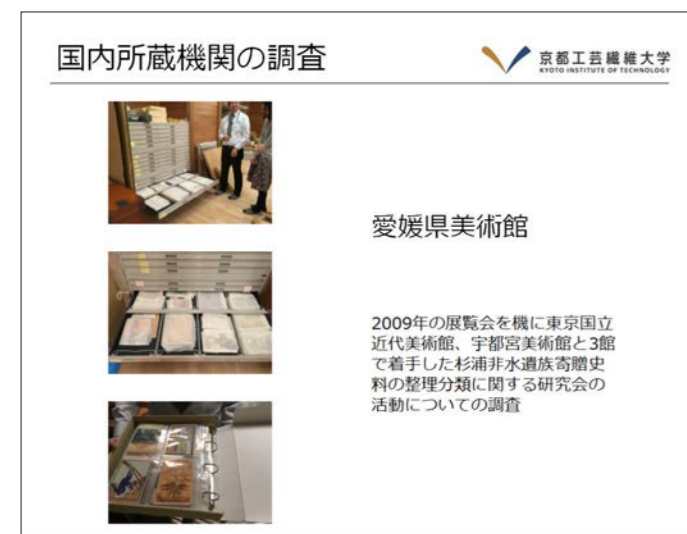 国内所蔵機関の調査
京都工芸繊維大学
KYOTO INSTITUTE OF TECHNOLOGY
愛媛県美術館
2009年の展覧会を機に東京国立
近代美術館、宇都宮美術館と3館
で着手した杉浦非水遺族寄贈史
料の整理分類に関する研究会の
活動についての調査